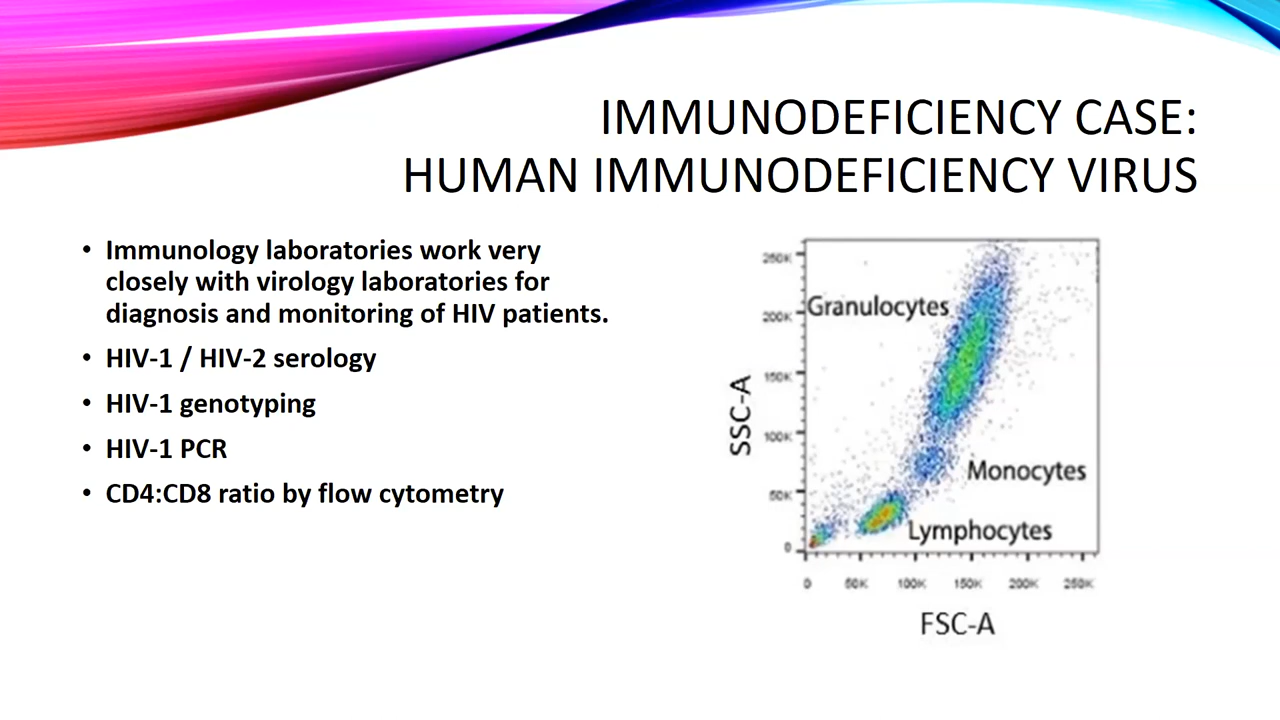 IMMUNODEFICIENCY CASE:
HUMAN IMMUNODEFICIENCY VIRUS
• Immunology laboratories work very
closely with virology laboratories for
diagnosis and monitoring of HIV patients.
• HIV-1 / HIV-2 serology
• HIV-1 genotyping
• HIV-1 PCR
• CD4:CD8 ratio by flow cytometry
250K
Granulocytes
200K
150K
SSC-A
100K
Monocytes
50K
Lymphocytes
0
0 50K 100K 150K 200K 250K
FSC-A